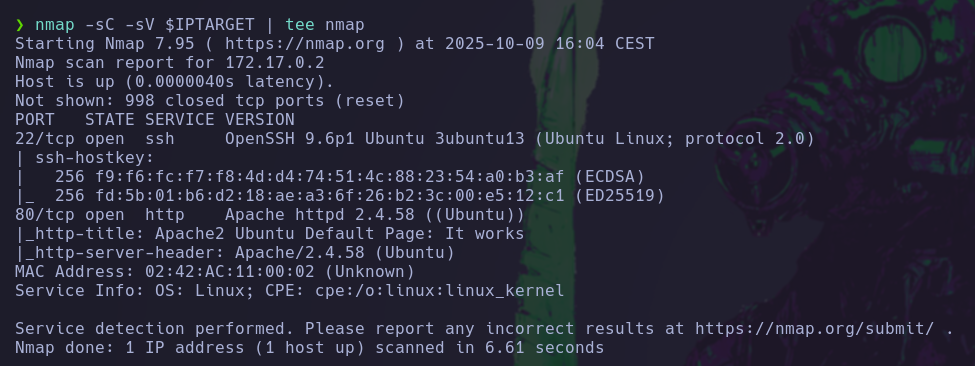 ❯ nmap -sC -sV $IPTARGET | tee nmap
Starting Nmap 7.95 ( https://nmap.org ) at 2025-10-09 16:04 CEST
Nmap scan report for 172.17.0.2
Host is up (0.0000040s latency).
Not shown: 998 closed tcp ports (reset)
PORT   STATE SERVICE VERSION
22/tcp open  ssh     OpenSSH 9.6p1 Ubuntu 3ubuntu13 (Ubuntu Linux; protocol 2.0)
| ssh-hostkey:
|   256 f9:f6:fc:f7:f8:4d:d4:74:51:4c:88:23:54:a0:b3:af (ECDSA)
|_  256 fd:5b:01:b6:d2:18:ae:a3:6f:26:b2:3c:00:e5:12:c1 (ED25519)
80/tcp open  http    Apache httpd 2.4.58 ((Ubuntu))
|_http-title: Apache2 Ubuntu Default Page: It works
|_http-server-header: Apache/2.4.58 (Ubuntu)
MAC Address: 02:42:AC:11:00:02 (Unknown)
Service Info: OS: Linux; CPE: cpe:/o:linux:linux_kernel

Service detection performed. Please report any incorrect results at https://nmap.org/submit/ .
Nmap done: 1 IP address (1 host up) scanned in 6.61 seconds